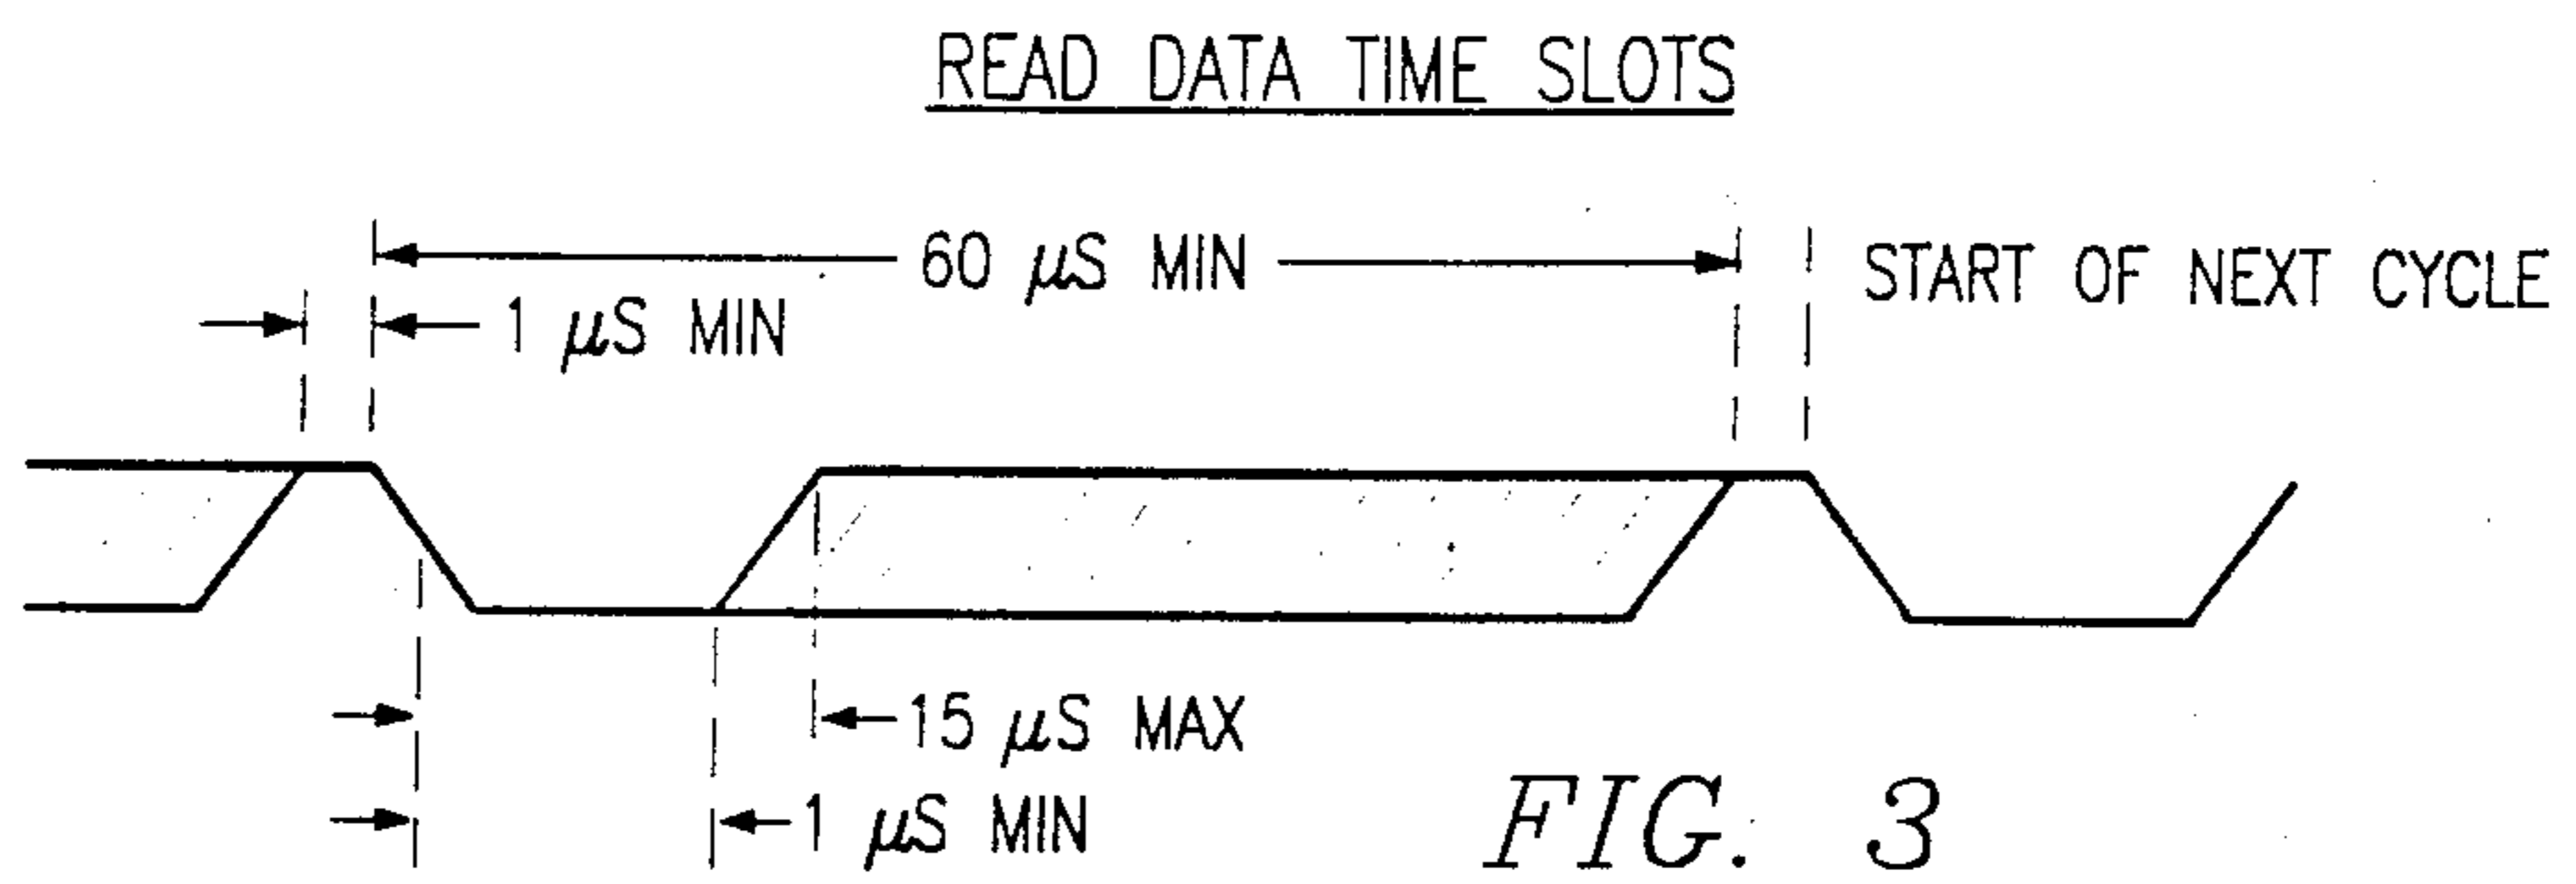 READ DATA TIME SLOTS
60 µS MIN
START OF NEXT CYCLE
1 µS MIN
15 µS MAX
1 µS MIN
FIG. 3